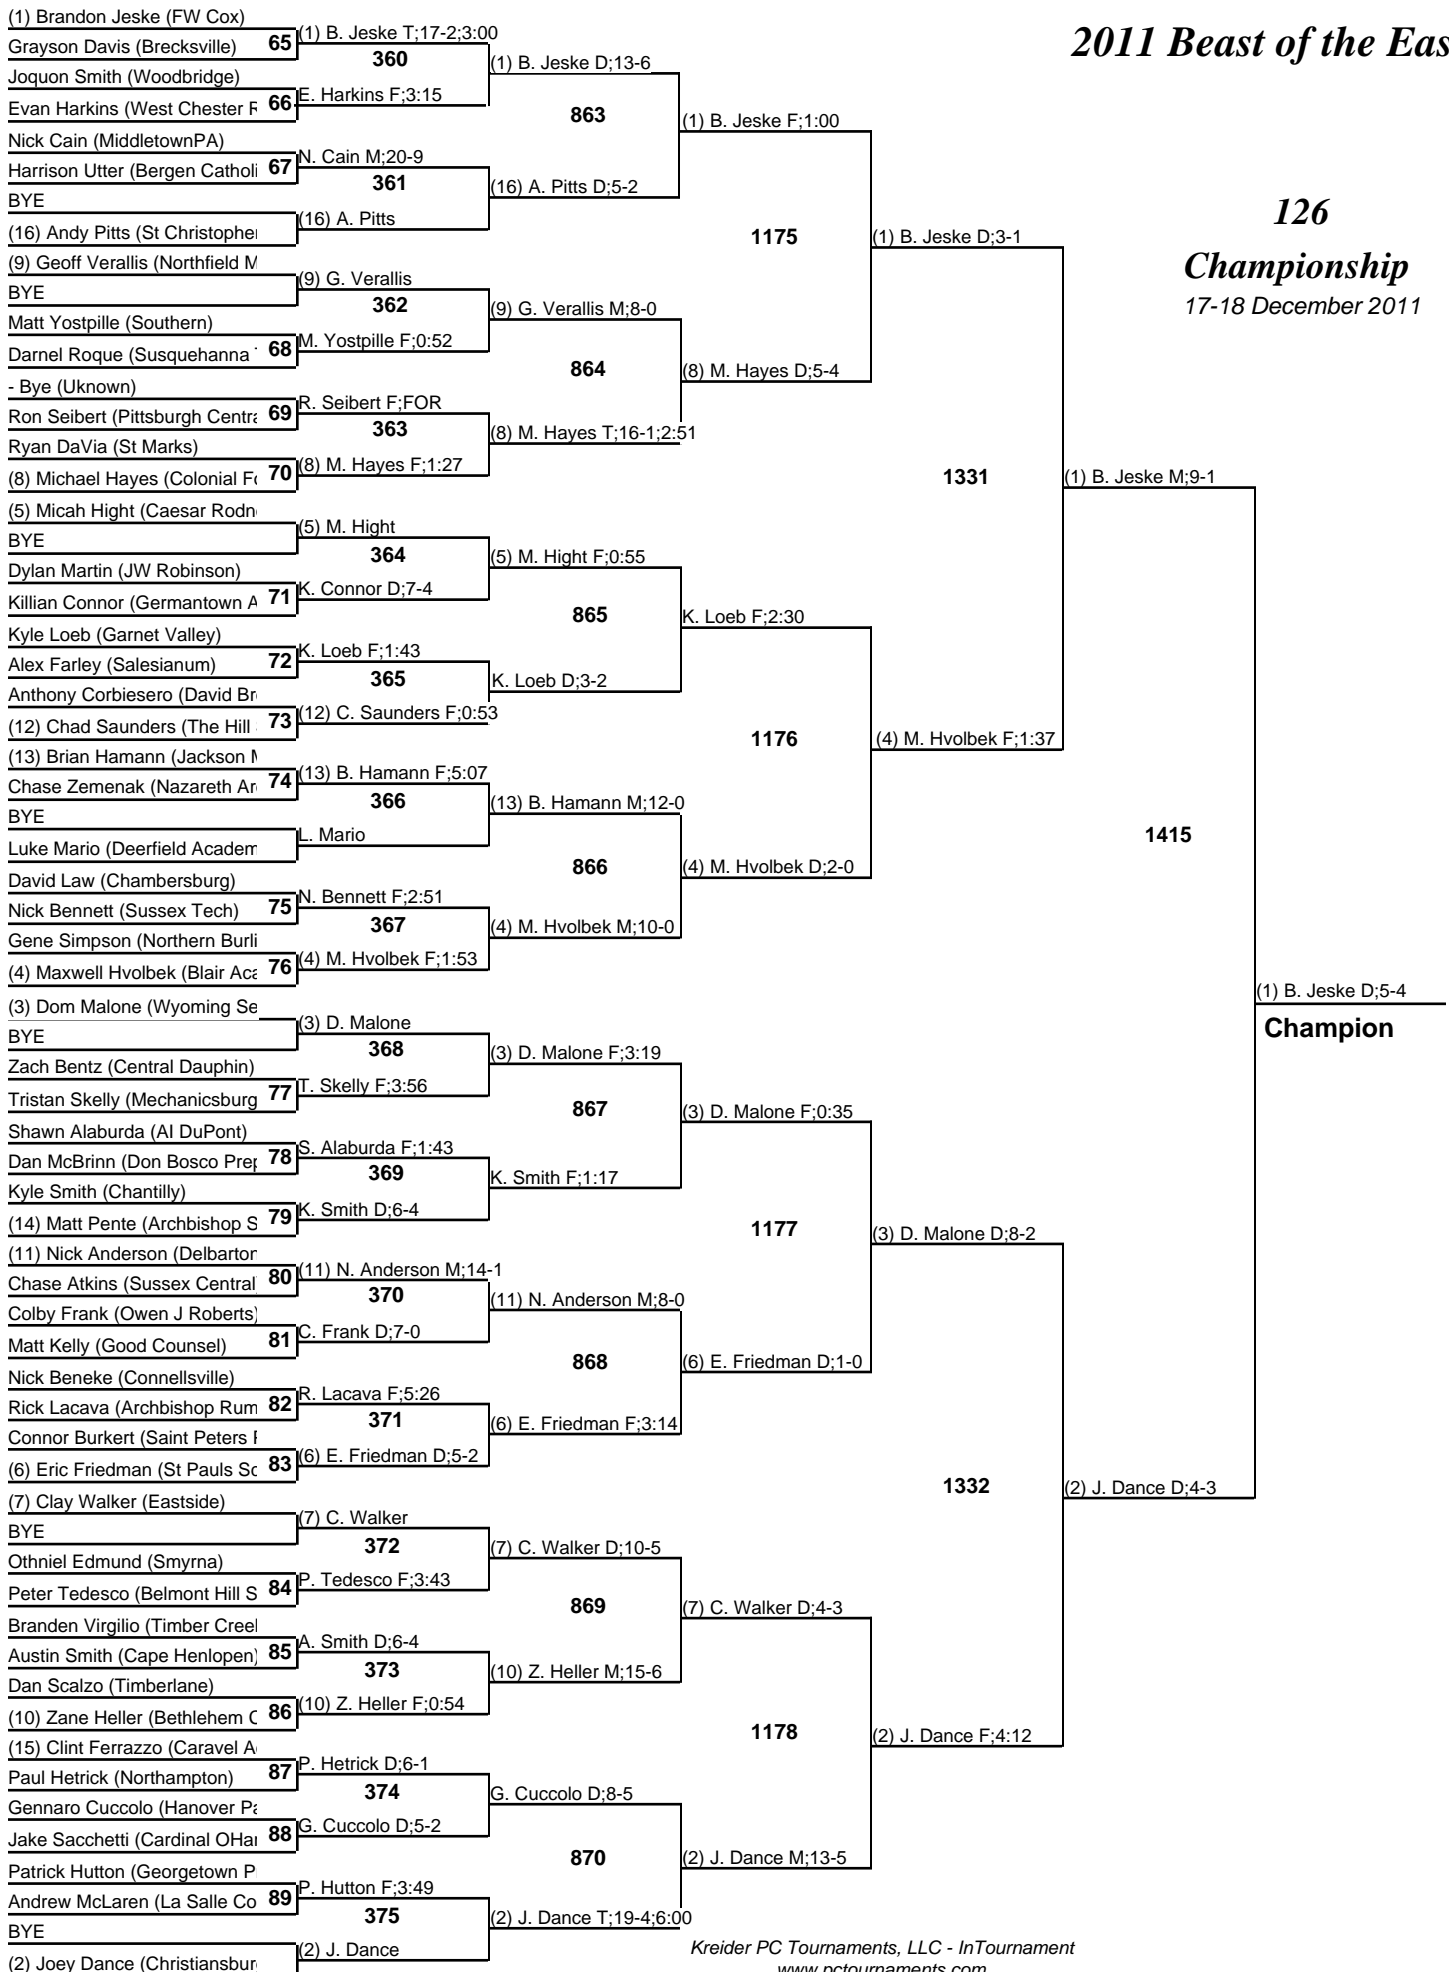 2011 Beast of the Eas
126
Championship
17-18 December 2011
(1) Brandon Jeske (FW Cox)
Grayson Davis (Brecksville) 65
Joquon Smith (Woodbridge)
Evan Harkins (West Chester R 66
Nick Cain (MiddletownPA)
Harrison Utter (Bergen Catholi 67
BYE
(16) Andy Pitts (St Christopher
(9) Geoff Verallis (Northfield M
BYE
Matt Yostpille (Southern)
Darnel Roque (Susquehanna T 68
- Bye (Uknown)
Ron Seibert (Pittsburgh Centra 69
Ryan DaVia (St Marks)
(8) Michael Hayes (Colonial Fo 70
(5) Micah Hight (Caesar Rodn
BYE
Dylan Martin (JW Robinson)
Killian Connor (Germantown A 71
Kyle Loeb (Garnet Valley)
Alex Farley (Salesianum) 72
Anthony Corbiesero (David Br
(12) Chad Saunders (The Hill 73
(13) Brian Hamann (Jackson M
Chase Zemenak (Nazareth Ar 74
BYE
Luke Mario (Deerfield Academ
David Law (Chambersburg)
Nick Bennett (Sussex Tech) 75
Gene Simpson (Northern Burli
(4) Maxwell Hvolbek (Blair Aca 76
(3) Dom Malone (Wyoming Se
BYE
Zach Bentz (Central Dauphin)
Tristan Skelly (Mechanicsburg 77
Shawn Alaburda (AI DuPont)
Dan McBrinn (Don Bosco Prep 78
Kyle Smith (Chantilly)
(14) Matt Pente (Archbishop S 79
(11) Nick Anderson (Delbarton
Chase Atkins (Sussex Central) 80
Colby Frank (Owen J Roberts)
Matt Kelly (Good Counsel) 81
Nick Beneke (Connellsville)
Rick Lacava (Archbishop Rum 82
Connor Burkert (Saint Peters P
(6) Eric Friedman (St Pauls Sc 83
(7) Clay Walker (Eastside)
BYE
Othniel Edmund (Smyrna)
Peter Tedesco (Belmont Hill S 84
Branden Virgilio (Timber Creek
Austin Smith (Cape Henlopen) 85
Dan Scalzo (Timberlane)
(10) Zane Heller (Bethlehem C 86
(15) Clint Ferrazzo (Caravel A
Paul Hetrick (Northampton) 87
Gennaro Cuccolo (Hanover Pa
Jake Sacchetti (Cardinal OHar 88
Patrick Hutton (Georgetown P
Andrew McLaren (La Salle Co 89
BYE
(2) Joey Dance (Christiansbur
(1) B. Jeske T;17-2;3:00
360
E. Harkins F;3:15
N. Cain M;20-9
361
(16) A. Pitts
(9) G. Verallis
362
M. Yostpille F;0:52
R. Seibert F;FOR
363
(8) M. Hayes F;1:27
(5) M. Hight
364
K. Connor D;7-4
K. Loeb F;1:43
365
(12) C. Saunders F;0:53
(13) B. Hamann F;5:07
366
L. Mario
N. Bennett F;2:51
367
(4) M. Hvolbek F;1:53
(3) D. Malone
368
T. Skelly F;3:56
S. Alaburda F;1:43
369
K. Smith D;6-4
(11) N. Anderson M;14-1
370
C. Frank D;7-0
R. Lacava F;5:26
371
(6) E. Friedman D;5-2
(7) C. Walker
372
P. Tedesco F;3:43
A. Smith D;6-4
373
(10) Z. Heller F;0:54
P. Hetrick D;6-1
374
G. Cuccolo D;5-2
P. Hutton F;3:49
375
(2) J. Dance
(1) B. Jeske D;13-6
863
(16) A. Pitts D;5-2
(9) G. Verallis M;8-0
864
(8) M. Hayes T;16-1;2:51
(5) M. Hight F;0:55
865
K. Loeb D;3-2
(13) B. Hamann M;12-0
866
(4) M. Hvolbek M;10-0
(3) D. Malone F;3:19
867
K. Smith F;1:17
(11) N. Anderson M;8-0
868
(6) E. Friedman F;3:14
(7) C. Walker D;10-5
869
(10) Z. Heller M;15-6
G. Cuccolo D;8-5
870
(2) J. Dance T;19-4;6:00
(1) B. Jeske F;1:00
1175
(8) M. Hayes D;5-4
K. Loeb F;2:30
1176
(4) M. Hvolbek D;2-0
(3) D. Malone F;0:35
1177
(6) E. Friedman D;1-0
(7) C. Walker D;4-3
1178
(2) J. Dance M;13-5
(1) B. Jeske D;3-1
1331
(4) M. Hvolbek F;1:37
(3) D. Malone D;8-2
1332
(2) J. Dance F;4:12
(1) B. Jeske M;9-1
1415
(2) J. Dance D;4-3
(1) B. Jeske D;5-4
Champion
Kreider PC Tournaments, LLC - InTournament
www.pctournaments.com